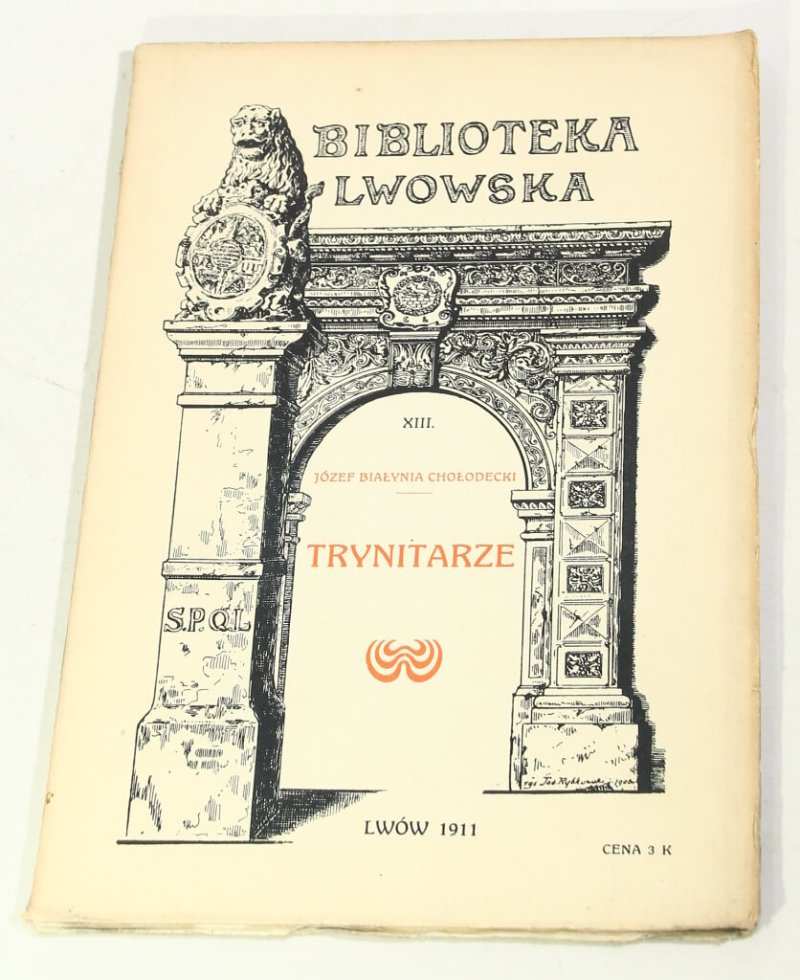 BIBLIOTEKA
LWOWSKA
XIII.
JÓZEF BIAŁYNIA CHOŁODECKI
TRYNITARZE
S.P.Q.L
LWÓW 1911
CENA 3 K